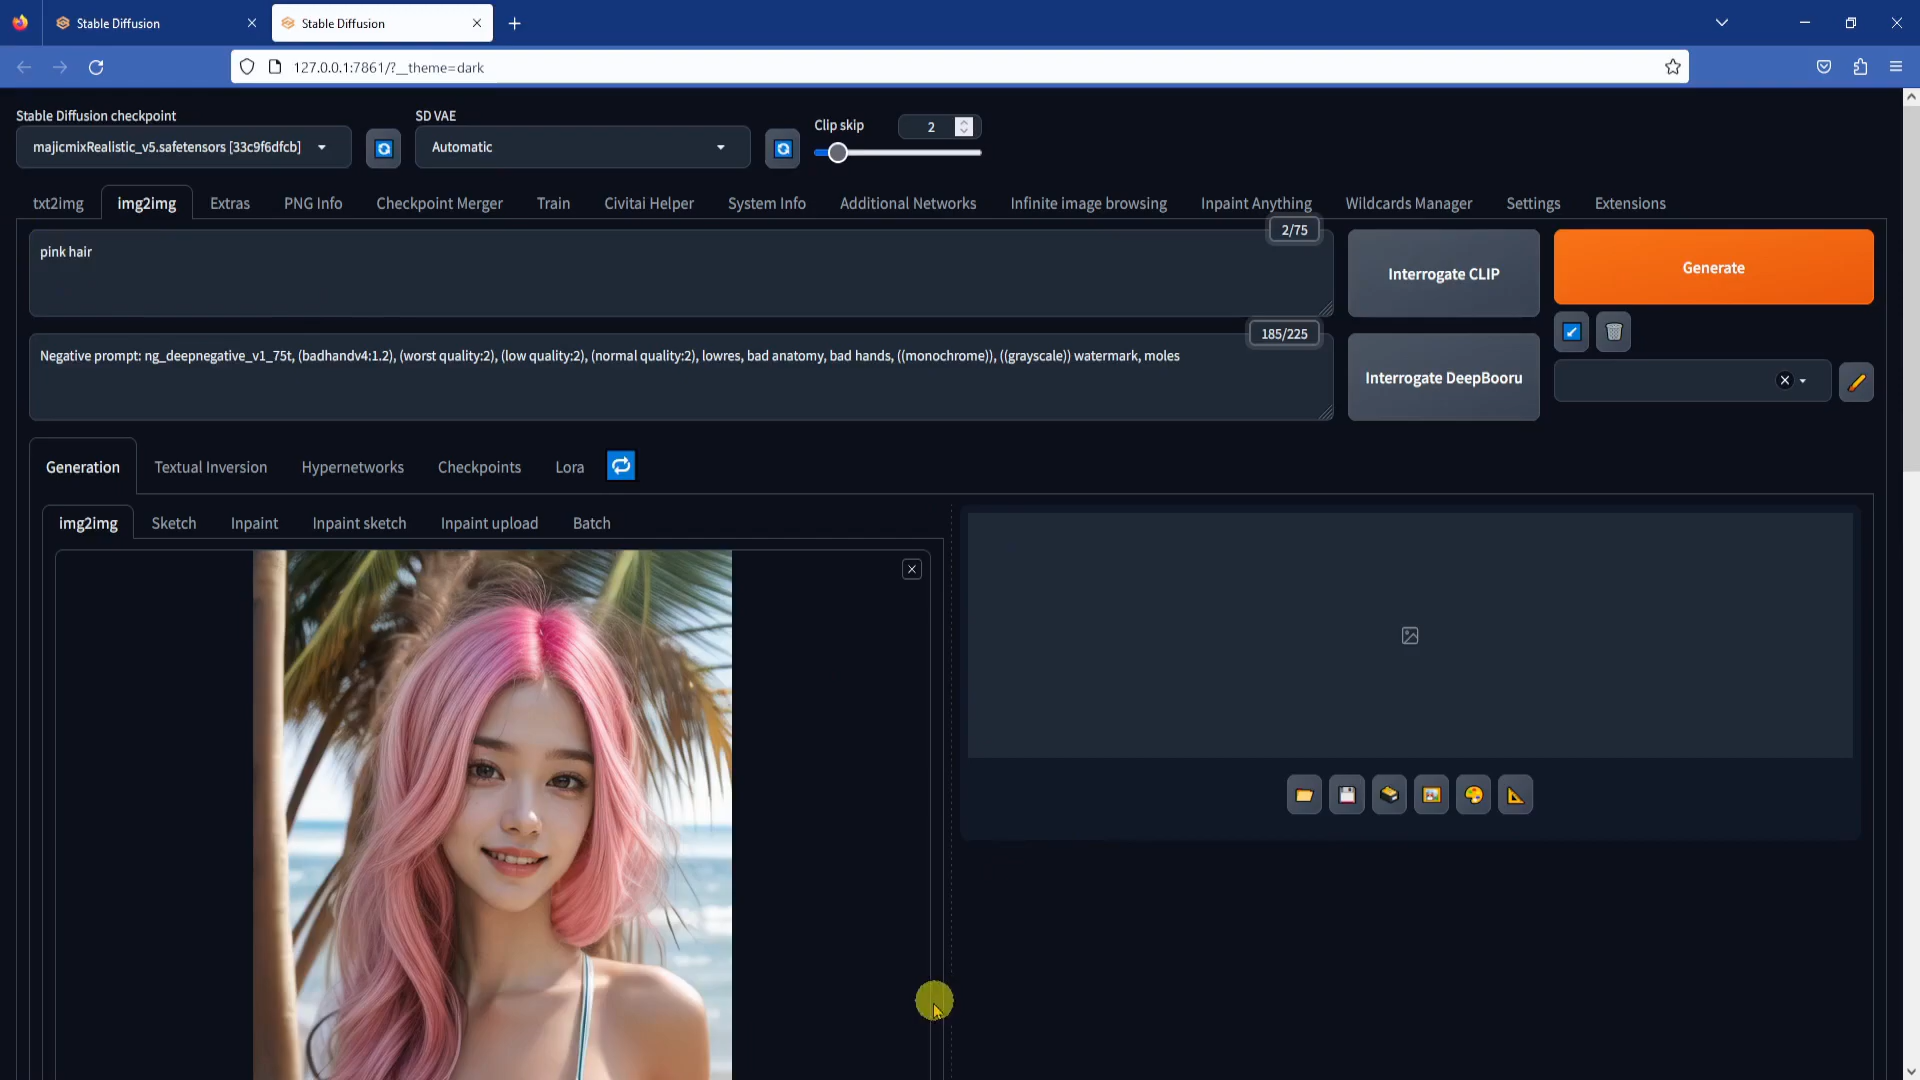 Stable Diffusion
Stable Diffusion
127.0.0.1:7861/?__theme=dark
Stable Diffusion checkpoint
SD VAE
Clip skip
2
majicmixRealistic_v5.safetensors [33c9f6dfcb]
Automatic
txt2img img2img Extras PNG Info Checkpoint Merger Train Civitai Helper System Info Additional Networks Infinite image browsing Inpaint Anything Wildcards Manager Settings Extensions
2/75
pink hair
Interrogate CLIP
Generate
185/225
Negative prompt: ng_deepnegative_v1_75t, (badhandv4:1.2), (worst quality:2), (low quality:2), (normal quality:2), lowres, bad anatomy, bad hands, ((monochrome)), ((grayscale)) watermark, moles
Interrogate DeepBooru
Generation Textual Inversion Hypernetworks Checkpoints Lora
img2img Sketch Inpaint Inpaint sketch Inpaint upload Batch